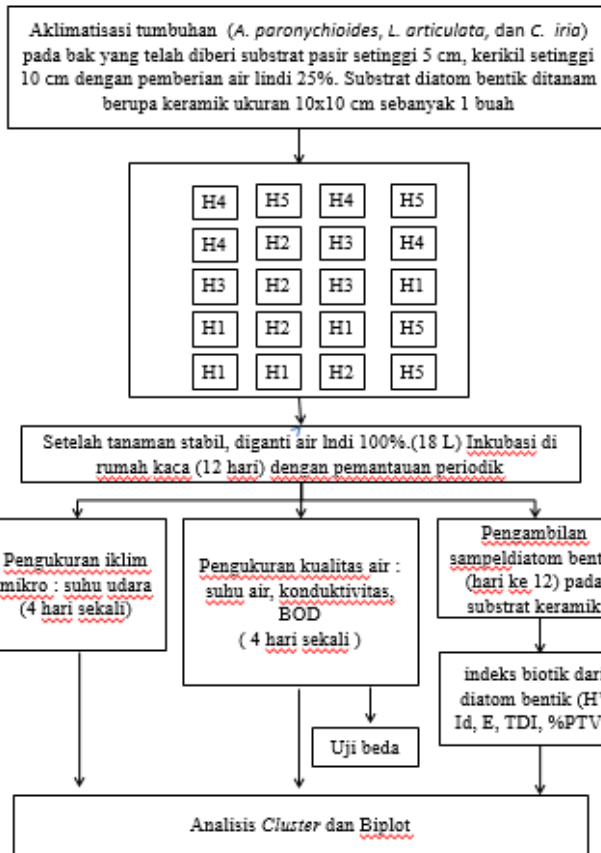 Aklimatisasi tumbuhan (A. paronychioides, L. articulata, dan C. iria)
pada bak yang telah diberi substrat pasir setinggi 5 cm, kerikil setinggi
10 cm dengan pemberian air lindi 25%. Substrat diatom bentik ditanam
berupa keramik ukuran 10x10 cm sebanyak 1 buah
H4 H5 H4 H5
H4 H2 H3 H4
H3 H2 H3 H1
H1 H2 H1 H5
H1 H1 H2 H5
Setelah tanaman stabil, diganti air lndi 100%.(18 L) Inkubasi di
rumah kaca (12 hari) dengan pemantauan periodik
Pengukuran iklim
mikro : suhu udara
(4 hari sekali)
Pengukuran kualitas air :
suhu air, konduktivitas,
BOD
( 4 hari sekali )
Pengambilan
sampeldiatom bent
(hari ke 12) pada
substrat keramik
Uji beda
indeks biotik dari
diatom bentik (H'
Id, E, TDI, %PTV
Analisis Cluster dan Biplot